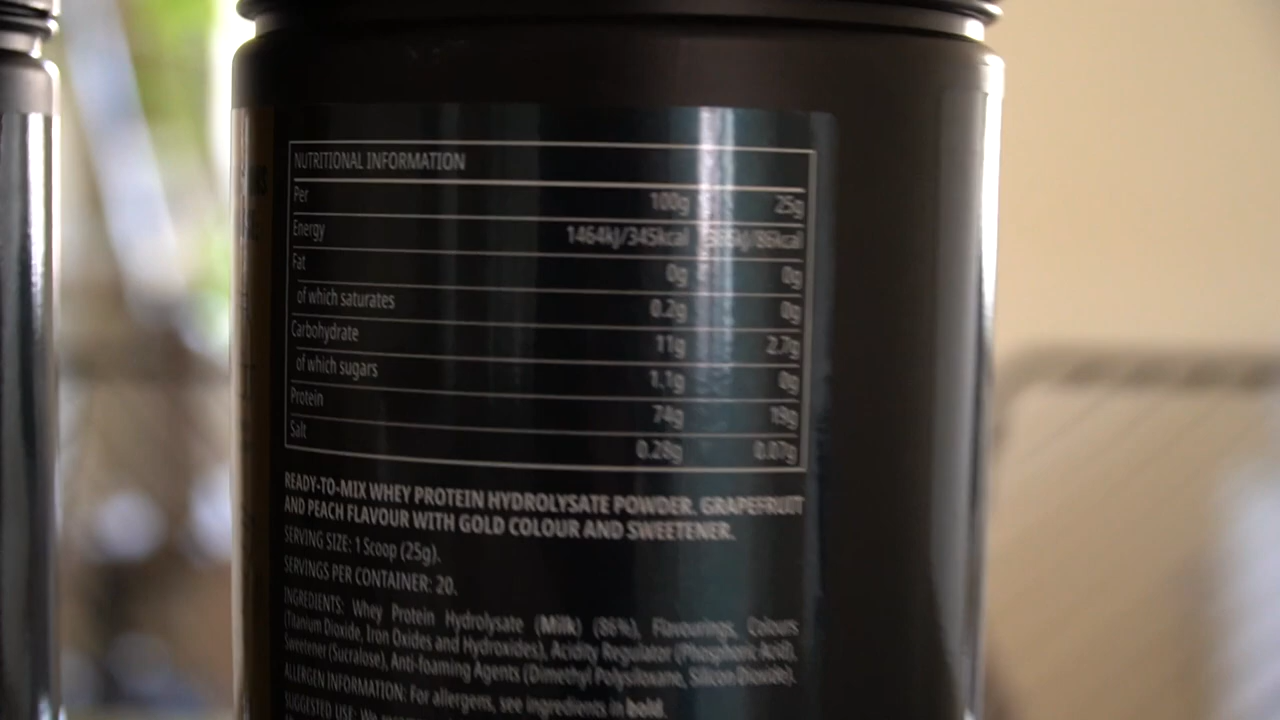 NUTRITIONAL INFORMATION
Per 100g 25g
Energy 1464kJ/345kcal /86kcal
Fat 0g 0g
of which saturates 0.2g 0g
Carbohydrate 11g 2.7g
of which sugars 1.1g 0g
Protein 74g 19g
Salt 0.28g 0.07g
READY-TO-MIX WHEY PROTEIN HYDROLYSATE POWDER. GRAPEFRUIT
AND PEACH FLAVOUR WITH GOLD COLOUR AND SWEETENER.
SERVING SIZE: 1 Scoop (25g).
SERVINGS PER CONTAINER: 20.
INGREDIENTS: Whey Protein Hydrolysate (Milk) (86%), Flavourings, Colours
(Titanium Dioxide, Iron Oxides and Hydroxides), Acidity Regulator (Phosphoric Acid),
Sweetener (Sucralose), Anti-foaming Agents (Dimethyl Polysiloxane, Silicon Dioxide).
ALLERGEN INFORMATION: For allergens, see ingredients in bold.
SUGGESTED USE: We